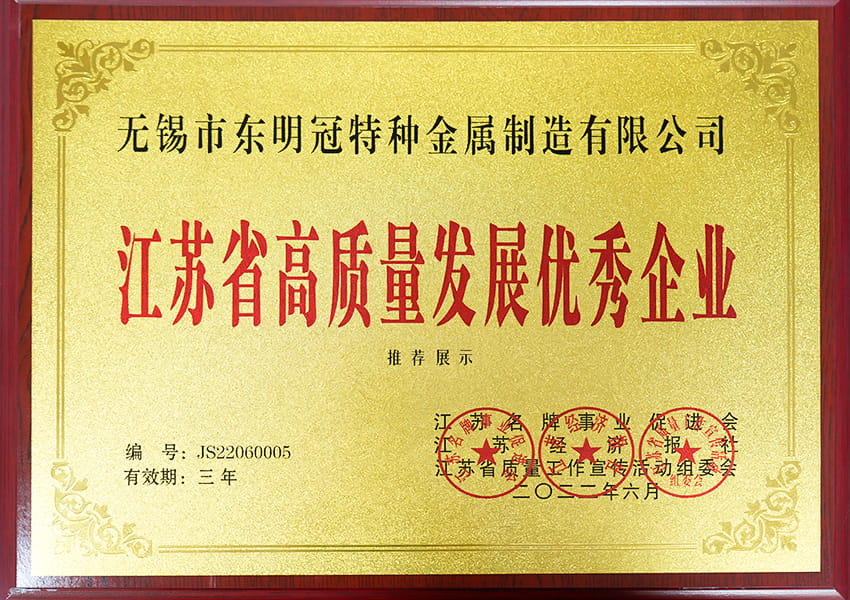 无锡市东明冠特种金属制造有限公司
江苏省高质量发展优秀企业
推荐展示
江苏名牌事业促进会
江苏经济报社
江苏省质量工作宣传活动组委会
二〇二二年六月
编 号：JS22060005
有效期：三年
组委会